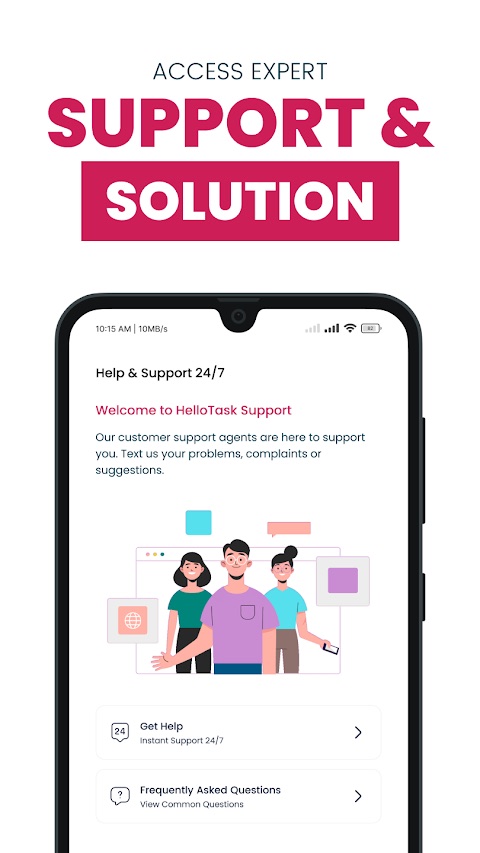 ACCESS EXPERT
SUPPORT &
SOLUTION
10:15 AM | 10MB/s
82
Help & Support 24/7
Welcome to HelloTask Support
Our customer support agents are here to support
you. Text us your problems, complaints or
suggestions.
24
Get Help
Instant Support 24/7
?
Frequently Asked Questions
View Common Questions